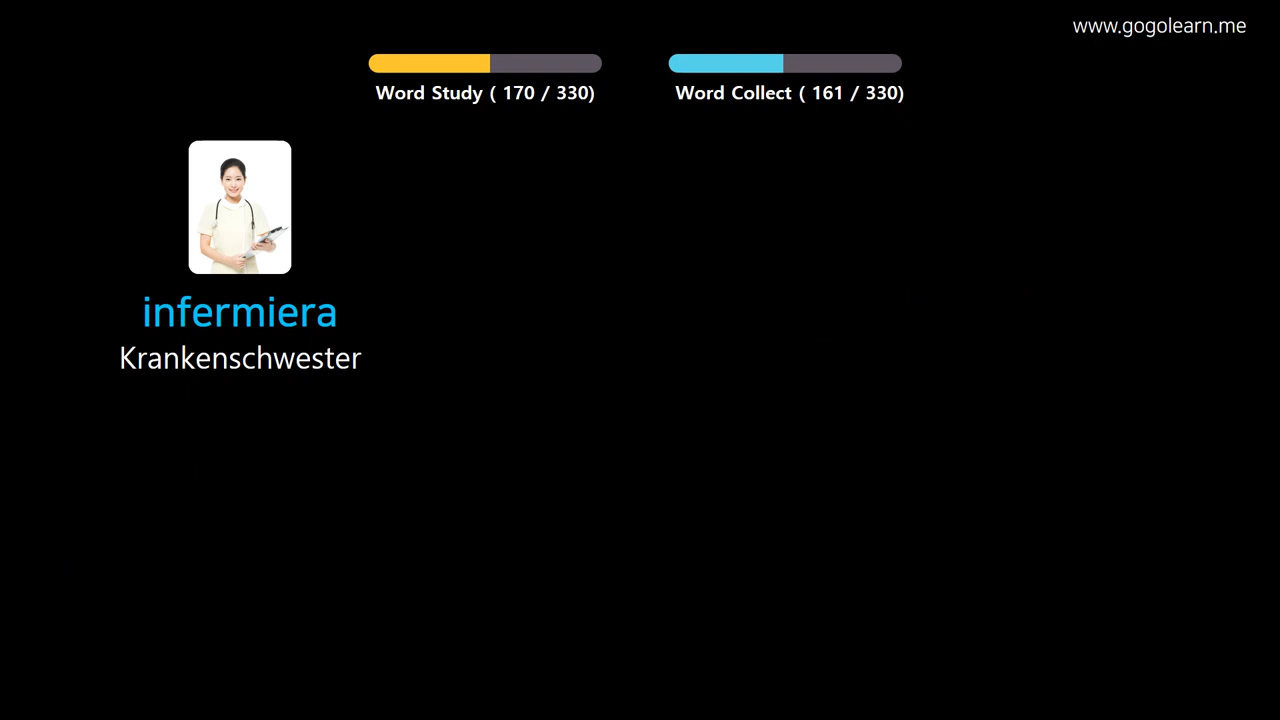 www.gogolearn.me
Word Study ( 170 / 330)
Word Collect ( 161 / 330)
infermiera
Krankenschwester